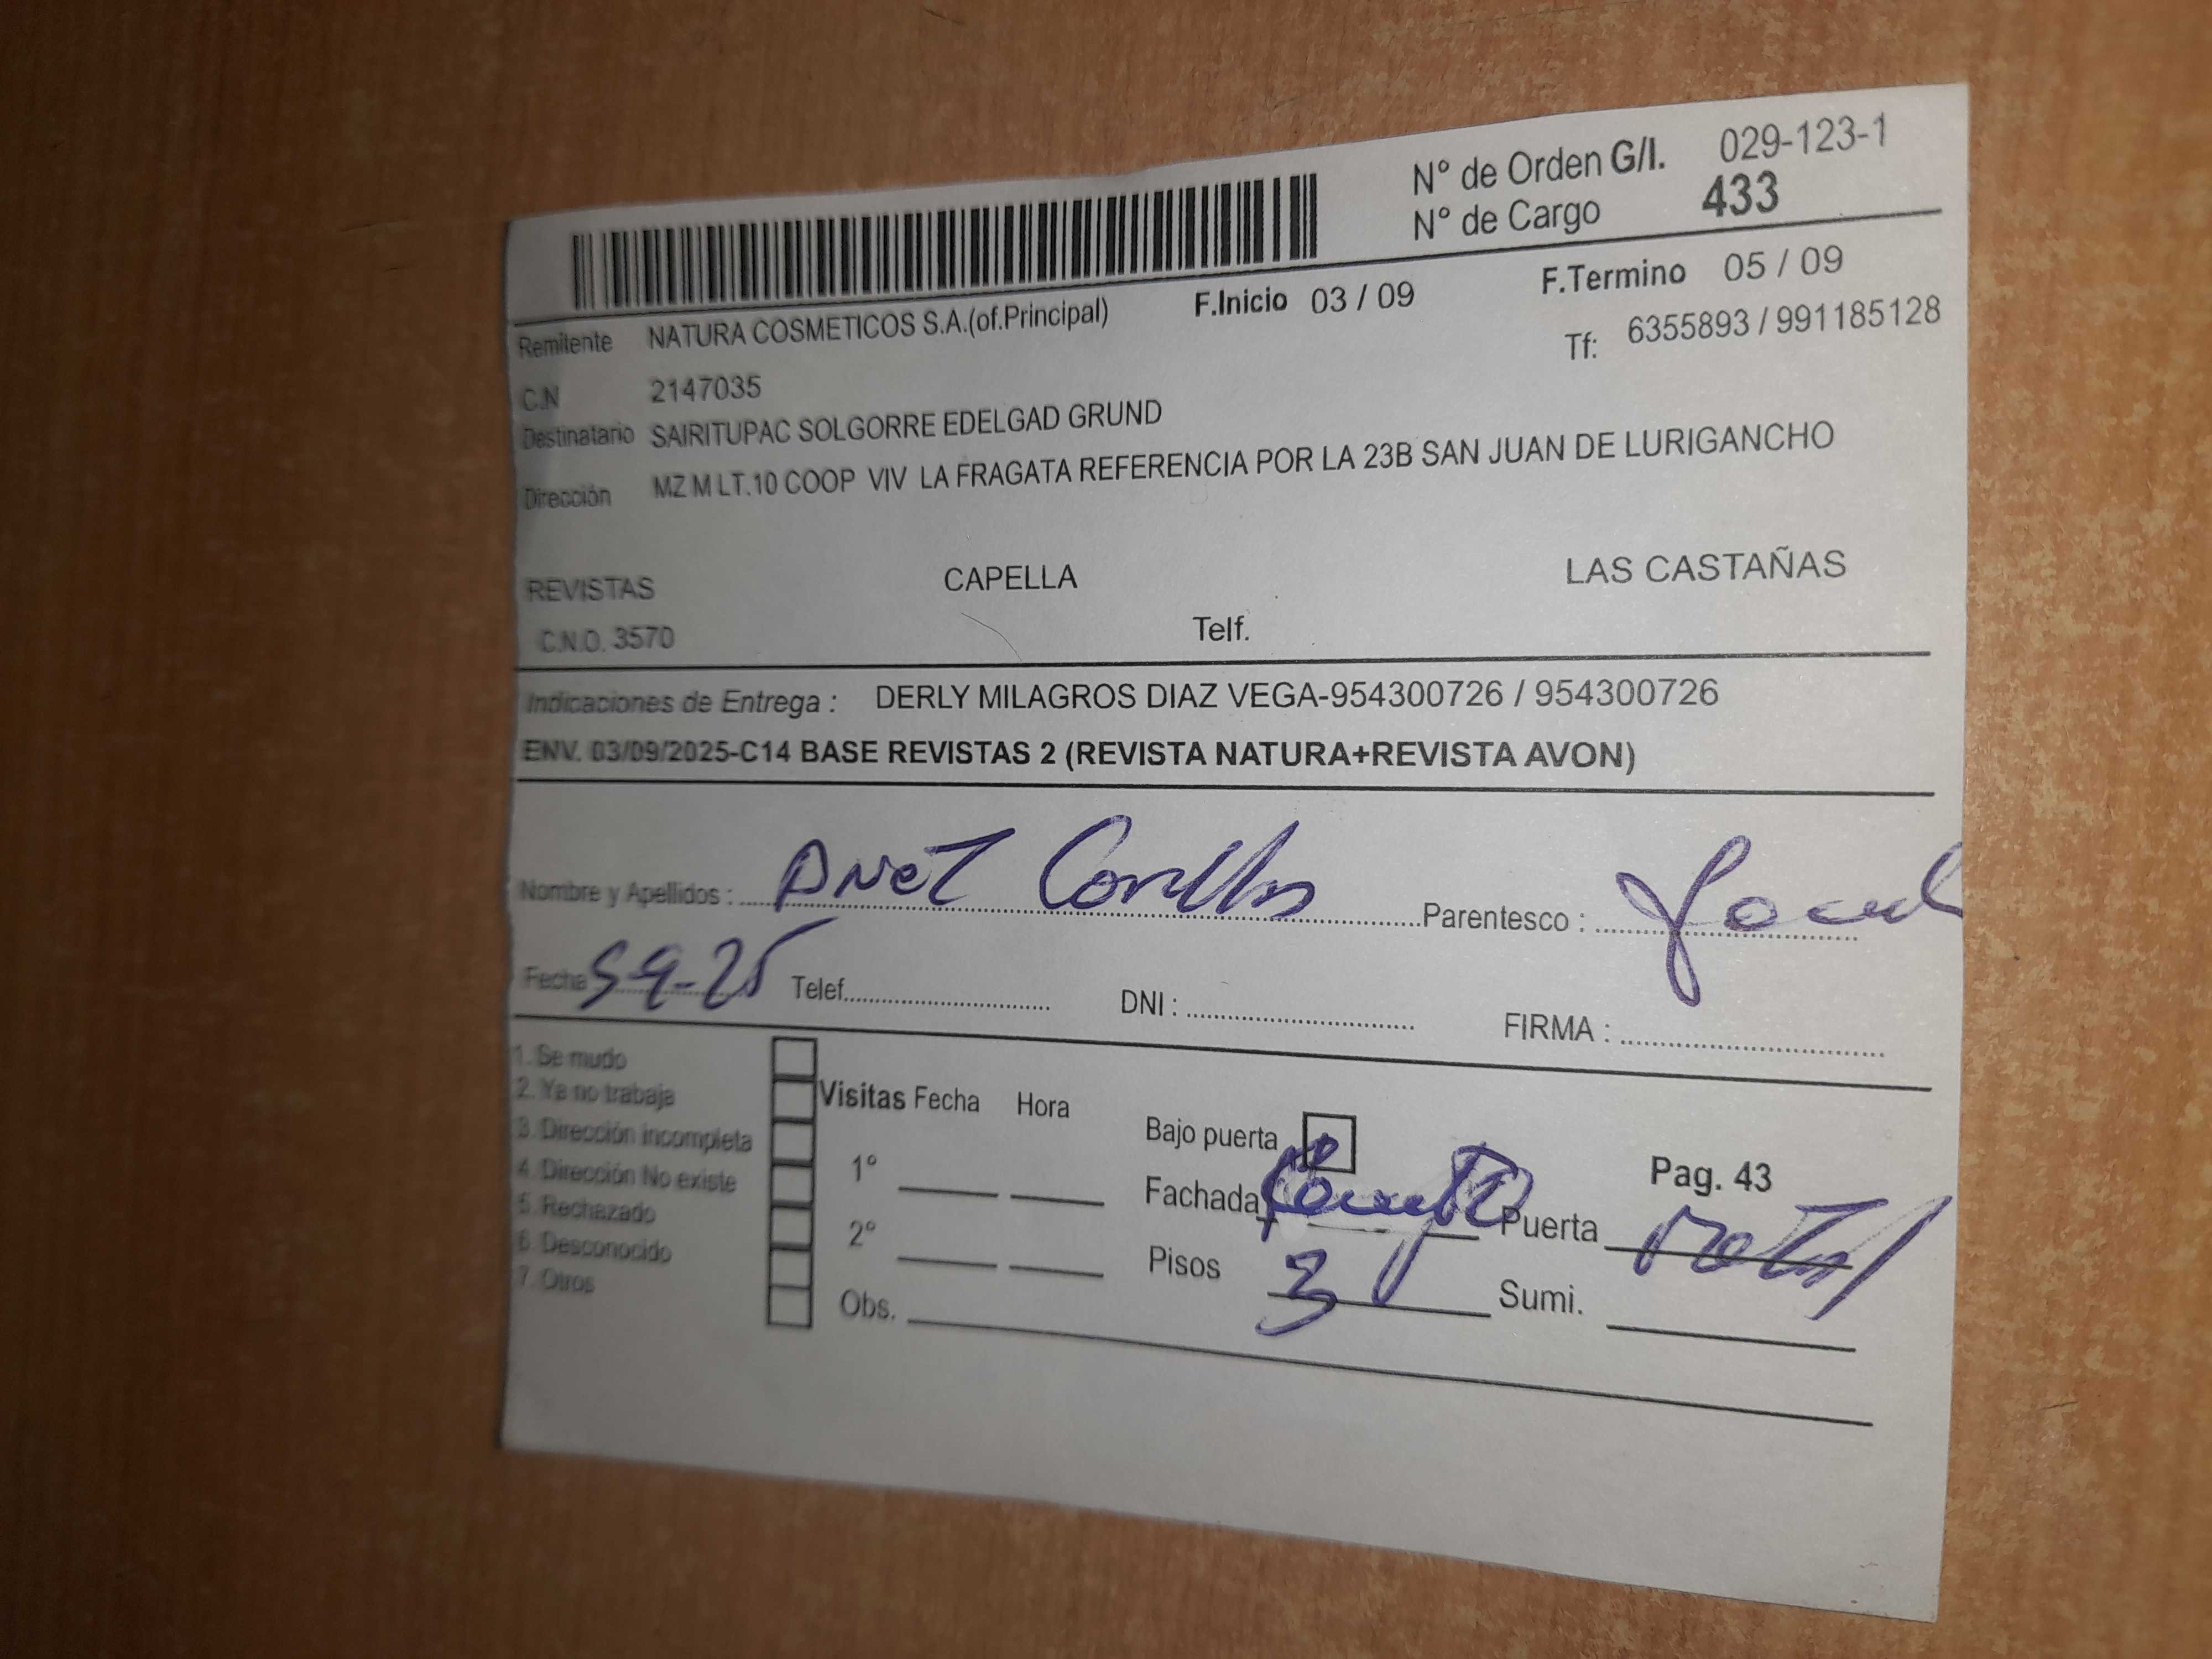 N° de Orden G/I. 029-123-1
N° de Cargo 433
Remitente NATURA COSMETICOS S.A.(of.Principal) F.Inicio 03 / 09 F.Termino 05 / 09
C.N 2147035 Tf: 6355893 / 991185128
Destinatario SAIRITUPAC SOLGORRE EDELGAD GRUND
Dirección MZ M LT.10 COOP VIV LA FRAGATA REFERENCIA POR LA 23B SAN JUAN DE LURIGANCHO
REVISTAS CAPELLA LAS CASTAÑAS
C.N.O. 3570 Telf.
Indicaciones de Entrega : DERLY MILAGROS DIAZ VEGA-954300726 / 954300726
ENV. 03/09/2025-C14 BASE REVISTAS 2 (REVISTA NATURA+REVISTA AVON)
Nombre y Apellidos : Parentesco :
Fecha 5 9-25 Telef. DNI : FIRMA :
1. Se mudo
2. Ya no trabaja Visitas Fecha Hora
3. Dirección incompleta Bajo puerta
4. Dirección No existe 1° Fachada Pag. 43
5. Rechazado Puerta
6. Desconocido 2° Pisos 3 Sumi.
7. Otros Obs.